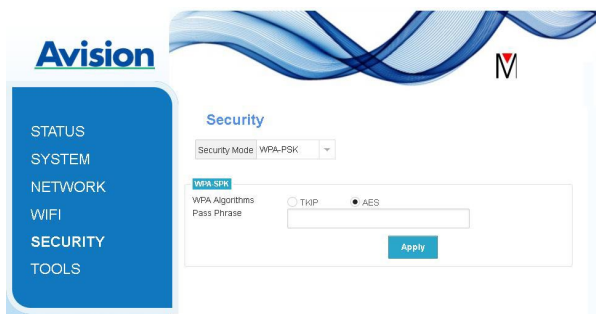 Avision
M
STATUS
SYSTEM
NETWORK
WIFI
SECURITY
TOOLS
Security
Security Mode WPA-PSK
WPA-SPK
WPA Algorithms TKIP AES
Pass Phrase
Apply